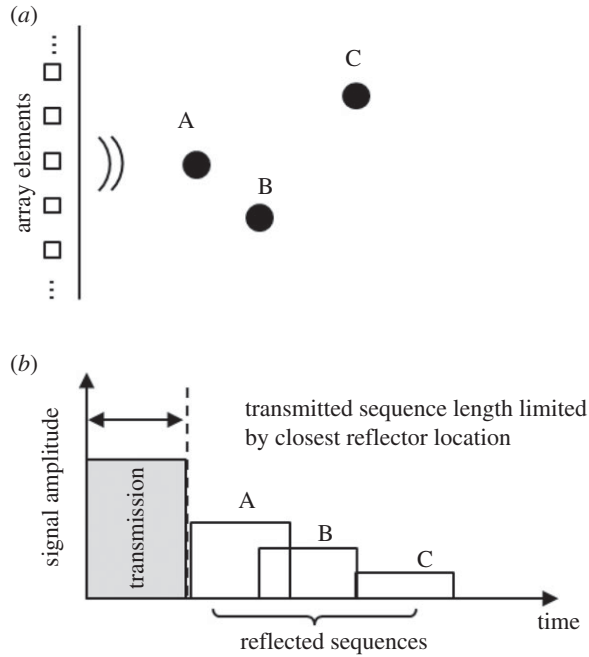 (a)
...
C
A
B
array elements
...
(b)
transmitted sequence length limited
by closest reflector location
signal amplitude
transmission
A
B
C
time
reflected sequences